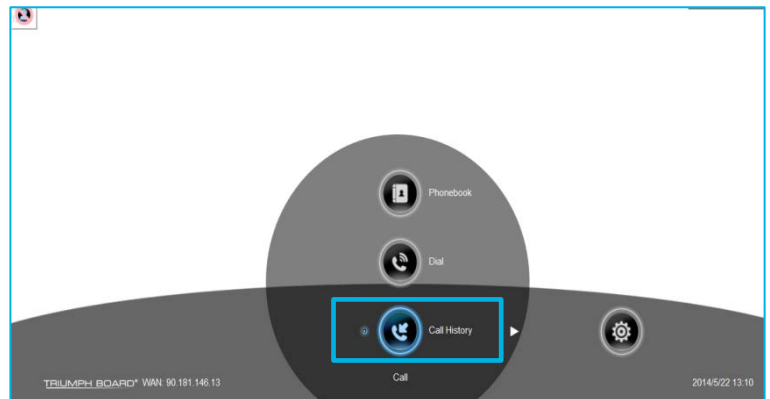 Phonebook
Dial
Call History
Call
TRIUMPH BOARD® WAN: 90.181.146.13
2014/5/22 13:10